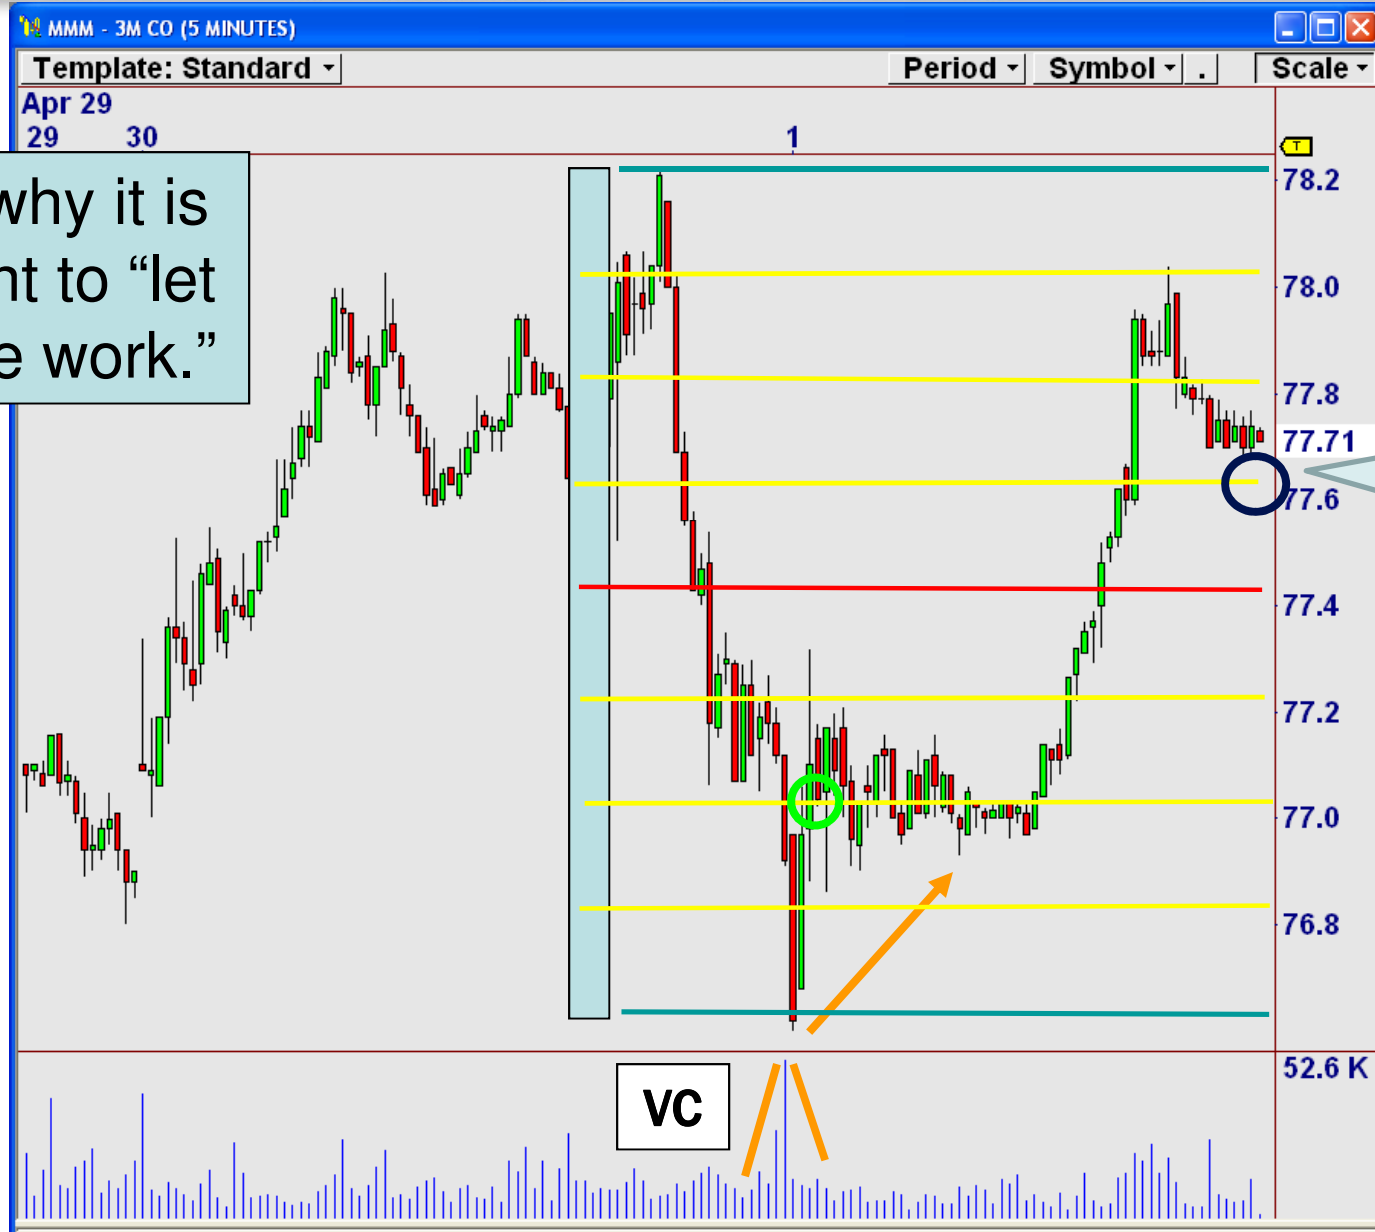 MMM - 3M CO (5 MINUTES)
Template: Standard Period Symbol . Scale
Apr 29
29 30 1
T
78.2
why it is
nt to “let
e work.”
78.0
77.8
77.71
77.6
77.4
77.2
77.0
76.8
52.6 K
VC